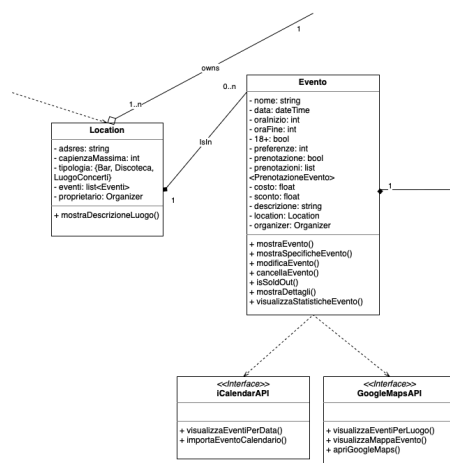 1
owns
1..n
0..n
Location
- adsres: string
- capienzaMassima: int
- tipologia: {Bar, Discoteca,
LuogoConcerti}
- eventi: list<Eventi>
- proprietario: Organizer
+ mostraDescrizioneLuogo()
IsIn
1
Evento
- nome: string
- data: dateTime
- oraInizio: int
- oraFine: int
- 18+: bool
- preferenze: int
- prenotazione: bool
- prenotazioni: list
<PrenotazioneEvento>
- costo: float
- sconto: float
- descrizione: string
- location: Location
- organizer: Organizer
+ mostraEvento()
+ mostraSpecificheEvento()
+ modificaEvento()
+ cancellaEvento()
+ isSoldOut()
+ mostraDettagli()
+ visualizzaStatisticheEvento()
1
<<Interface>>
iCalendarAPI
+ visualizzaEventiPerData()
+ importaEventoCalendario()
<<Interface>>
GoogleMapsAPI
+ visualizzaEventiPerLuogo()
+ visualizzaMappaEvento()
+ apriGoogleMaps()